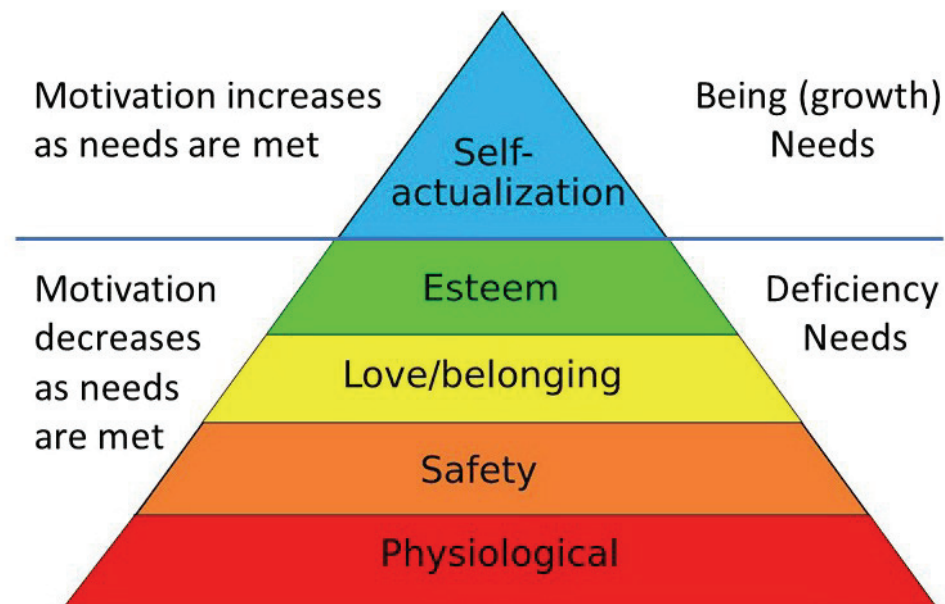 Motivation increases
as needs are met
Being (growth)
Needs
Self-
actualization
Motivation
decreases
as needs
are met
Deficiency
Needs
Esteem
Love/belonging
Safety
Physiological